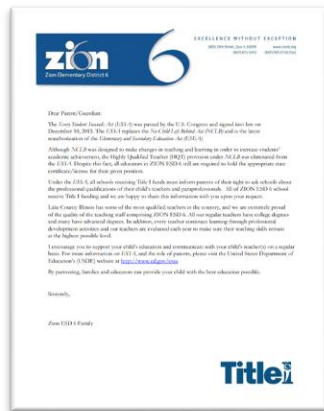 EXCELLENCE WITHOUT EXCEPTION
zion 6
Zion Elementary District 6
Dear Parent/Guardian:
The Every Student Succeeds Act (ESSA) was passed by the U.S. Congress and signed into law on
December 10, 2015. The ESSA replaces the No Child Left Behind Act (NCLB) and is the latest
reauthorization of the Elementary and Secondary Education Act (ESEA).
Although NCLB was designed to make changes in teaching and learning in order to increase students'
academic achievement, the Highly Qualified Teacher (HQT) provision under NCLB was eliminated from
the ESSA. Despite this fact, all educators in ZION ESD 6 still are required to hold the appropriate state
certificate/license for their given position.
Under the ESSA, all schools receiving Title I funds must inform parents of their right to ask schools about
the professional qualifications of their child's teachers and paraprofessionals. All of ZION ESD 6 school
receive Title I funding and we are happy to share this information with you upon your request.
Lake County Illinois has some of the most qualified teachers in the country, and we are extremely proud
of the quality of the teaching staff comprising ZION ESD 6. All our regular teachers have college degrees
and many have advanced degrees. In addition, every teacher continues learning through professional
development activities and our teachers are evaluated each year to make sure their teaching skills remain
at the highest possible level.
I encourage you to support your child's education and communicate with your child's teacher(s) on a regular
basis. For more information on ESSA, and the role of parents, please visit the United States Department of
Education's (USDE) website at http://www.ed.gov/essa.
By partnering, families and educators can provide your child with the best education possible.
Sincerely,
Zion ESD 6 Family
Title I